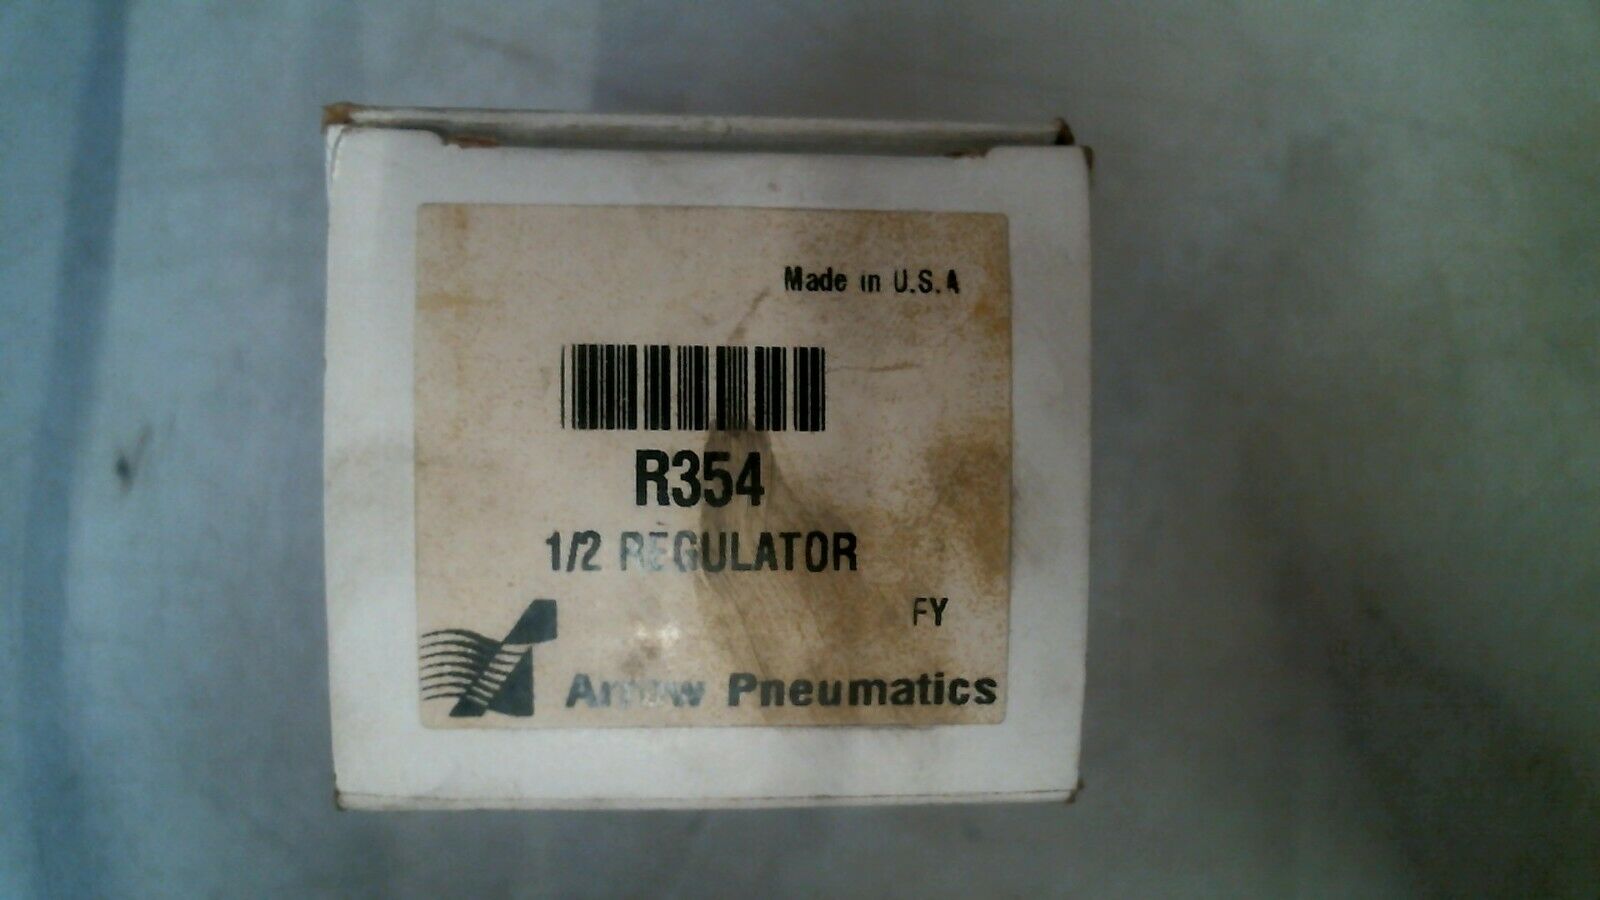 Made in U.S.A
R354
1/2 REGULATOR
FY
Arrow Pneumatics